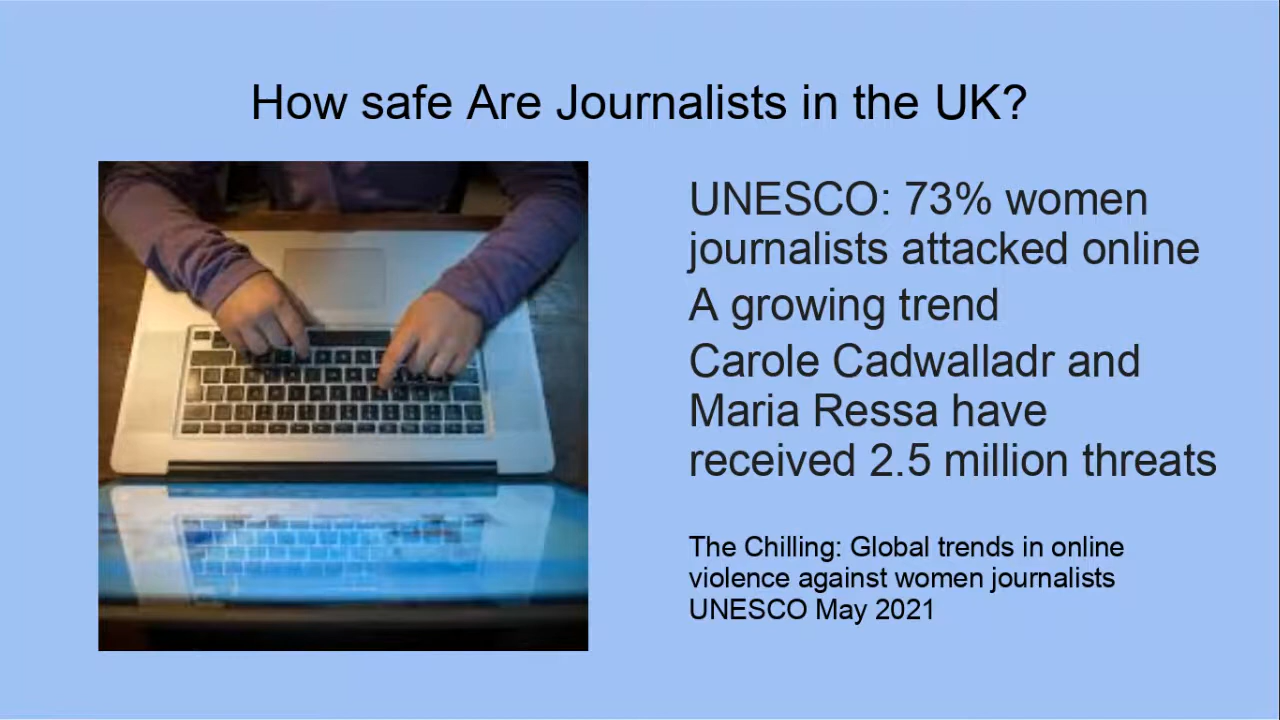 How safe Are Journalists in the UK?
UNESCO: 73% women
journalists attacked online
A growing trend
Carole Cadwalladr and
Maria Ressa have
received 2.5 million threats
The Chilling: Global trends in online
violence against women journalists
UNESCO May 2021